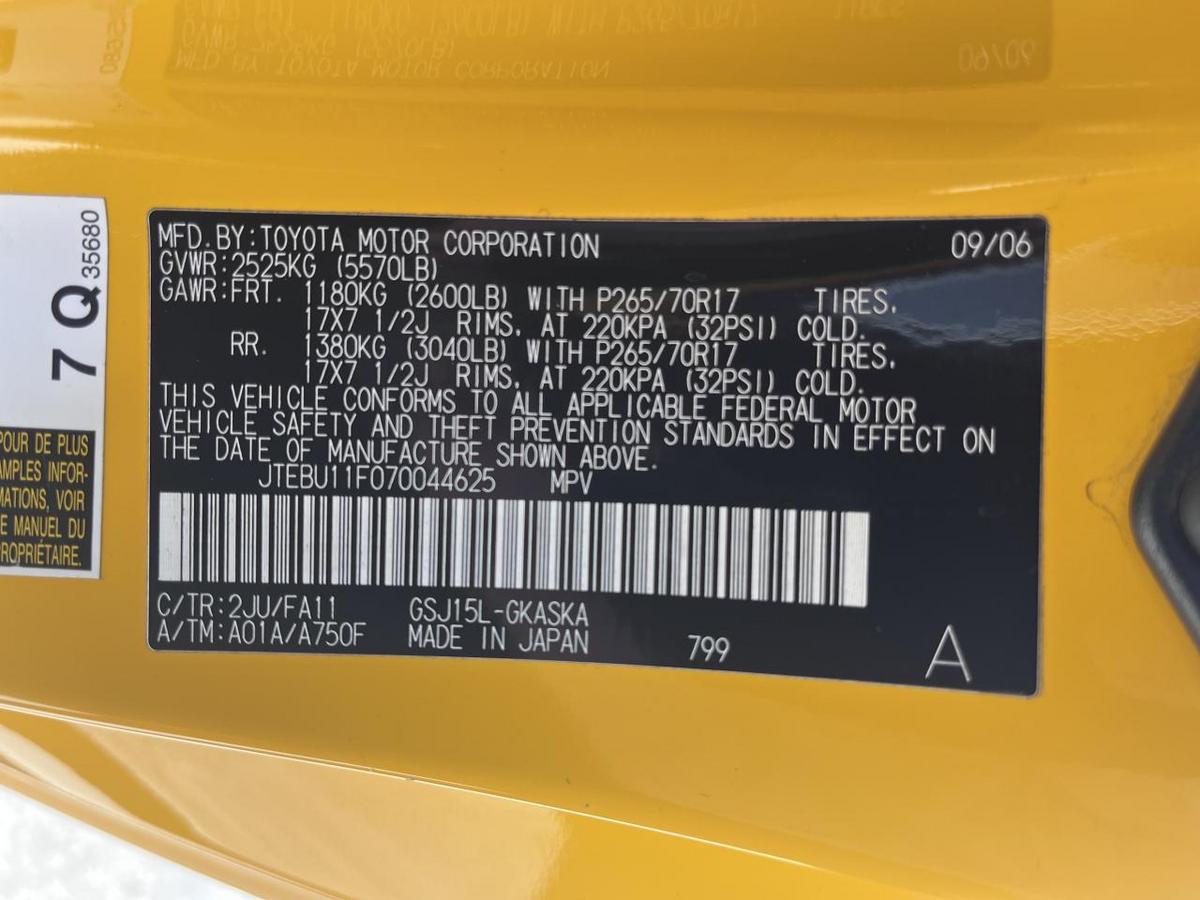 MFD.BY:TOYOTA MOTOR CORPORATION 09/06
GVWR:2525KG (5570LB)
GAWR:FRT. 1180KG (2600LB) WITH P265/70R17 TIRES,
17X7 1/2J RIMS, AT 220KPA (32PSI) COLD.
RR. 1380KG (3040LB) WITH P265/70R17 TIRES,
17X7 1/2J RIMS, AT 220KPA (32PSI) COLD.
THIS VEHICLE CONFORMS TO ALL APPLICABLE FEDERAL MOTOR
VEHICLE SAFETY AND THEFT PREVENTION STANDARDS IN EFFECT ON
THE DATE OF MANUFACTURE SHOWN ABOVE.
JTEBU11F070044625 MPV
C/TR:2JU/FA11 GSJ15L-GKASKA
A/TM:A01A/A750F MADE IN JAPAN 799 A
7 Q 35680
POUR DE PLUS
AMPLES INFOR-
MATIONS, VOIR
LE MANUEL DU
PROPRIÉTAIRE.